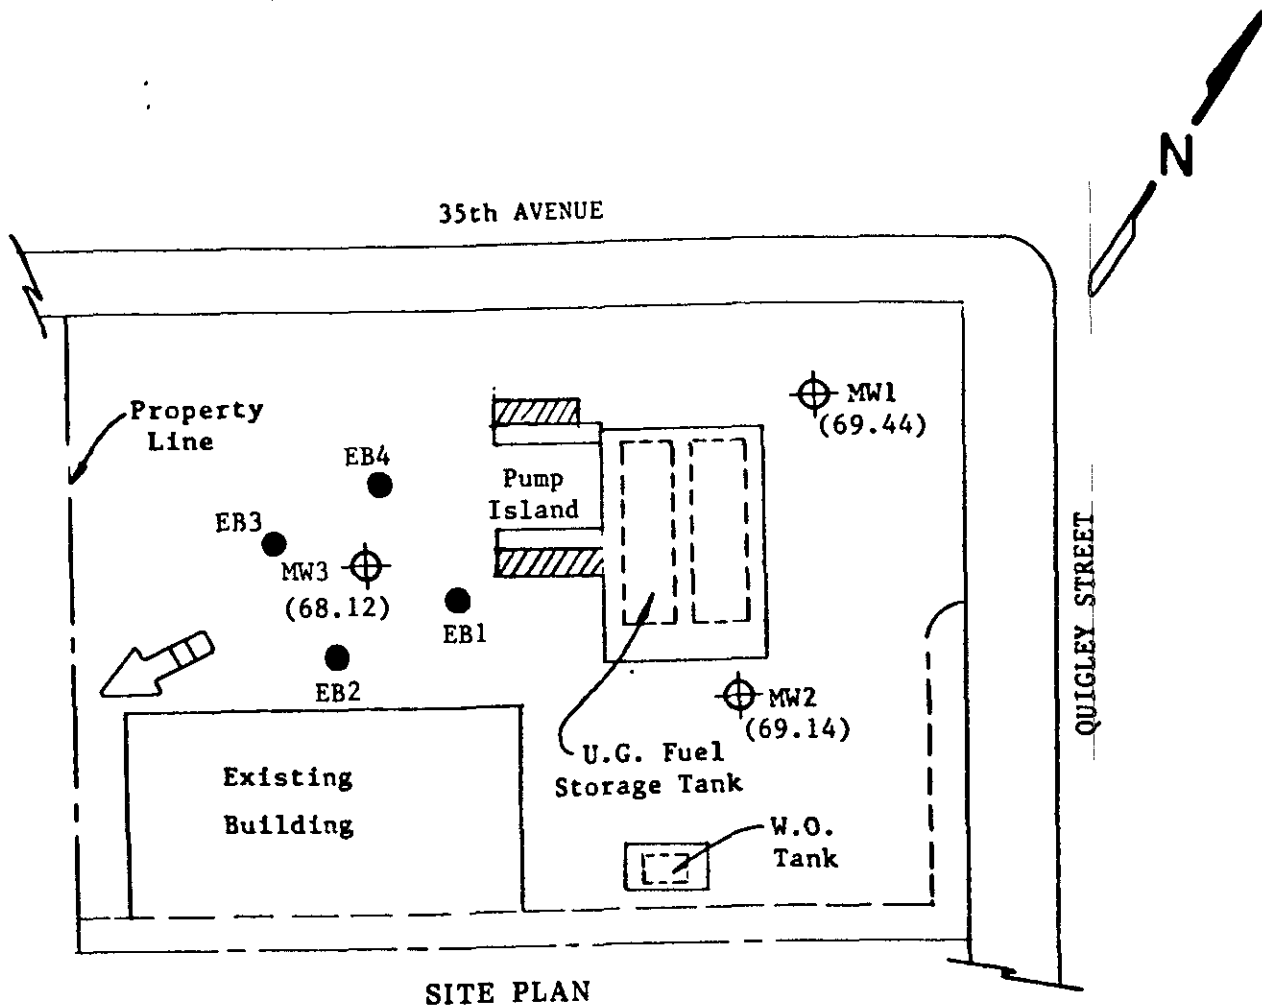 N
35th AVENUE
MW1
(69.44)
Property
Line
EB4
Pump
Island
EB3
MW3
(68.12)
EB1
EB2
QUIGLEY STREET
MW2
(69.14)
U.G. Fuel
Storage Tank
Existing
Building
W.O.
Tank
SITE PLAN